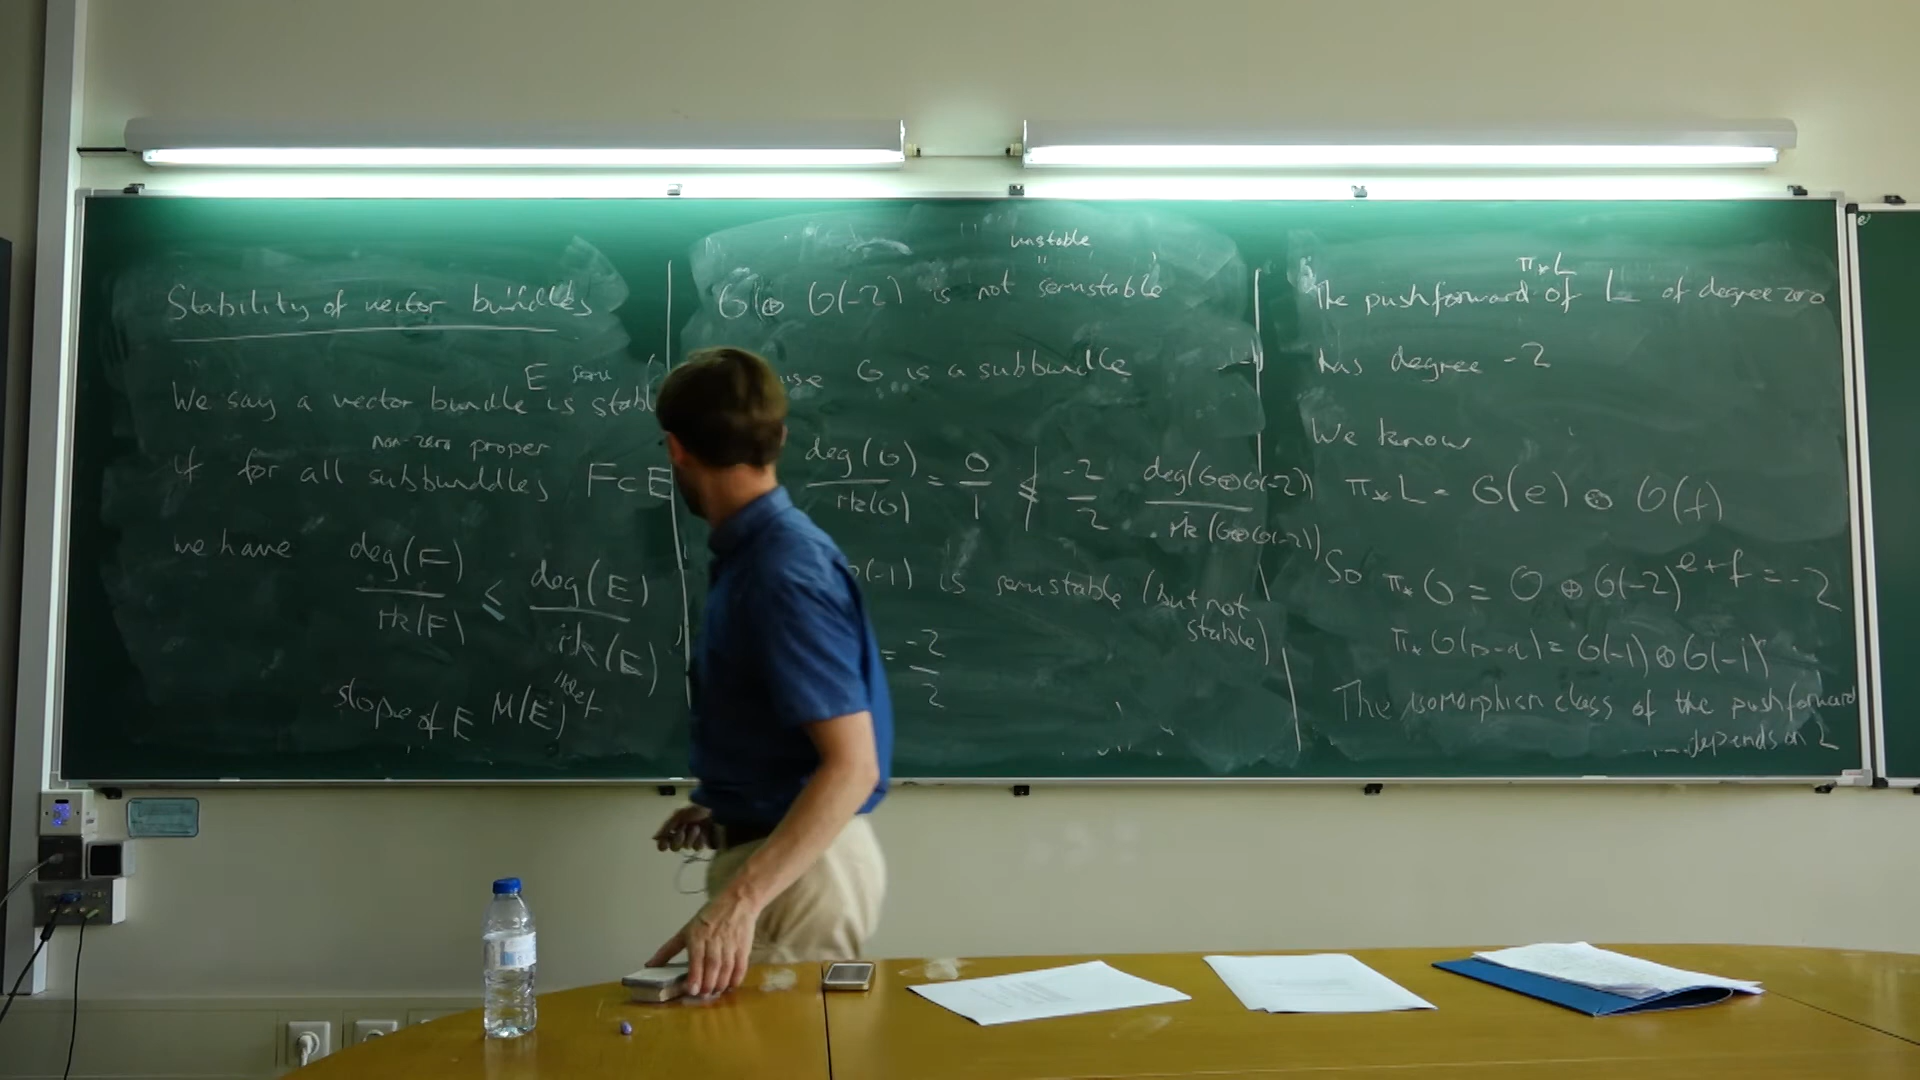 Stability of vector bundles
E semi
We say a vector bundle is stabl
non-zero proper
if for all subbundles F⊂E
we have deg(F)/rk(F) ≤ deg(E)/rk(E)
slope of E M(E)
unstable
O⊕ O(-2) is not semistable
use O is a subbundle
deg(O)/rk(O) = 0/1 ≰ -2/2 deg(O⊕O(-2))/rk(O⊕O(-2))
(-1) is semistable (but not stable)
= -2/2
π*L
The pushforward of L of degree zero
has degree -2
We know
π*L = O(e) ⊕ O(f)
e+f = -2
So π*O = O ⊕ O(-2)
π*O(p-q) = O(-1)⊕O(-1)
The isomorphism class of the pushforward
depends on L